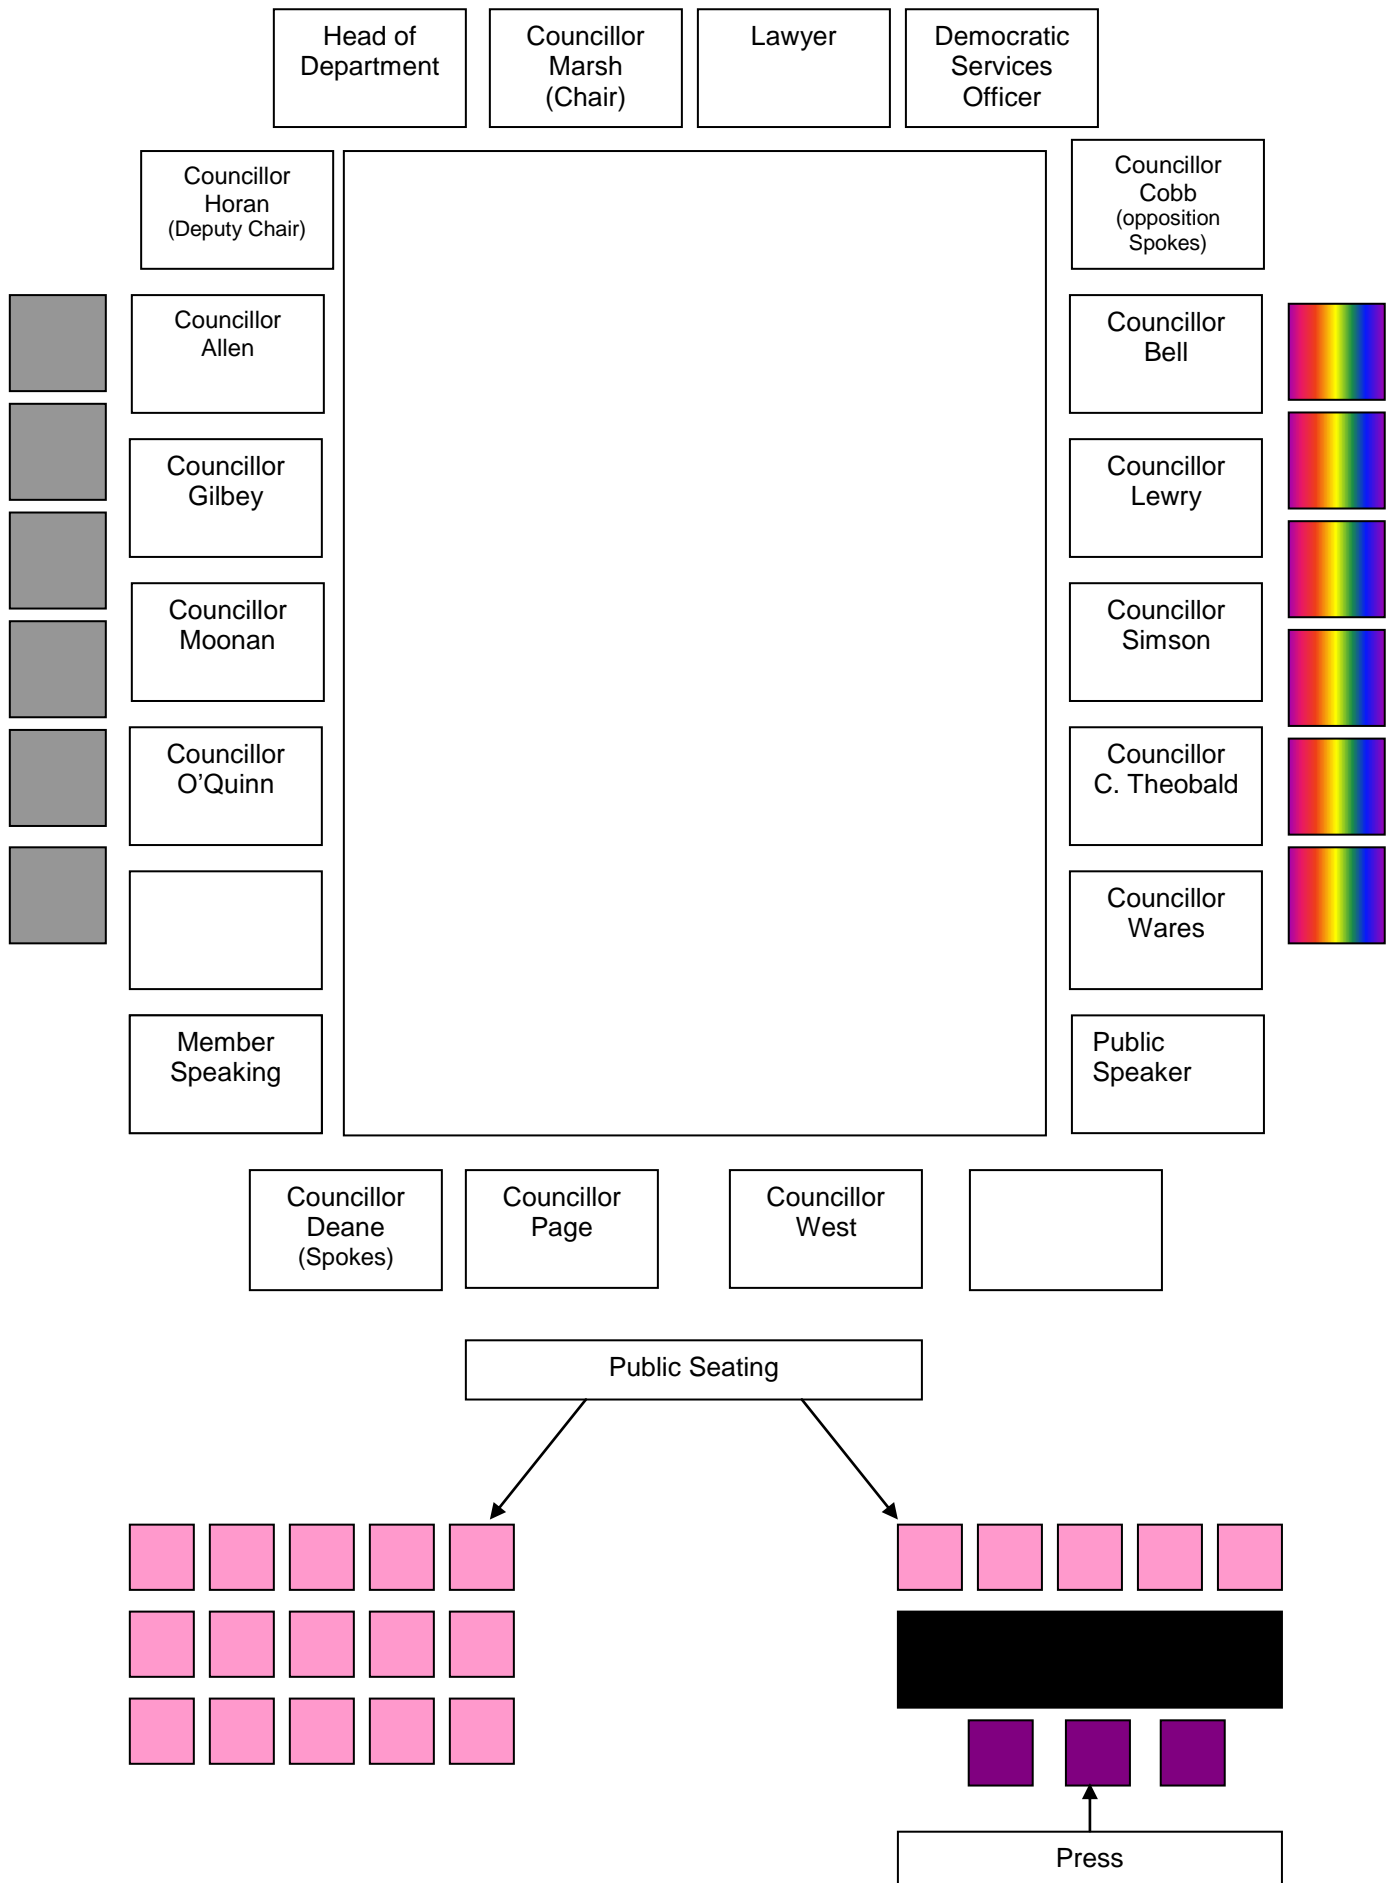 Head of
Department
Councillor
Marsh
(Chair)
Lawyer
Democratic
Services
Officer
Councillor
Horan
(Deputy Chair)
Councillor
Cobb
(opposition
Spokes)
Councillor
Allen
Councillor
Bell
Councillor
Gilbey
Councillor
Lewry
Councillor
Moonan
Councillor
Simson
Councillor
O’Quinn
Councillor
C. Theobald
Councillor
Wares
Member
Speaking
Public
Speaker
Councillor
Deane
(Spokes)
Councillor
Page
Councillor
West
Public Seating
Press